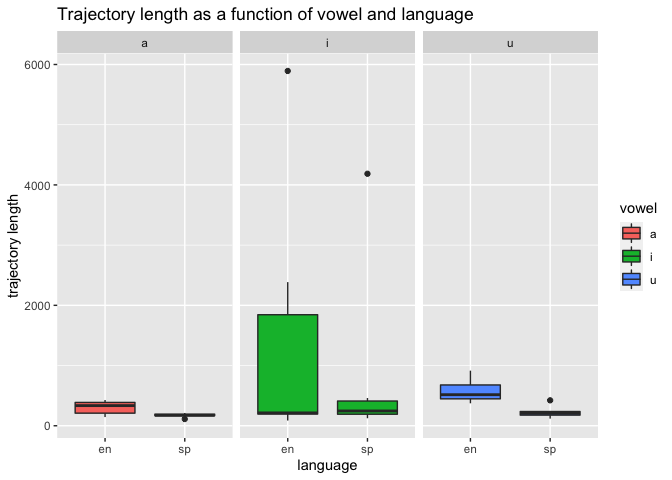 Trajectory length as a function of vowel and language
a
i
u
6000
4000
2000
0
trajectory length
en
sp
en
sp
en
sp
language
vowel
a
i
u